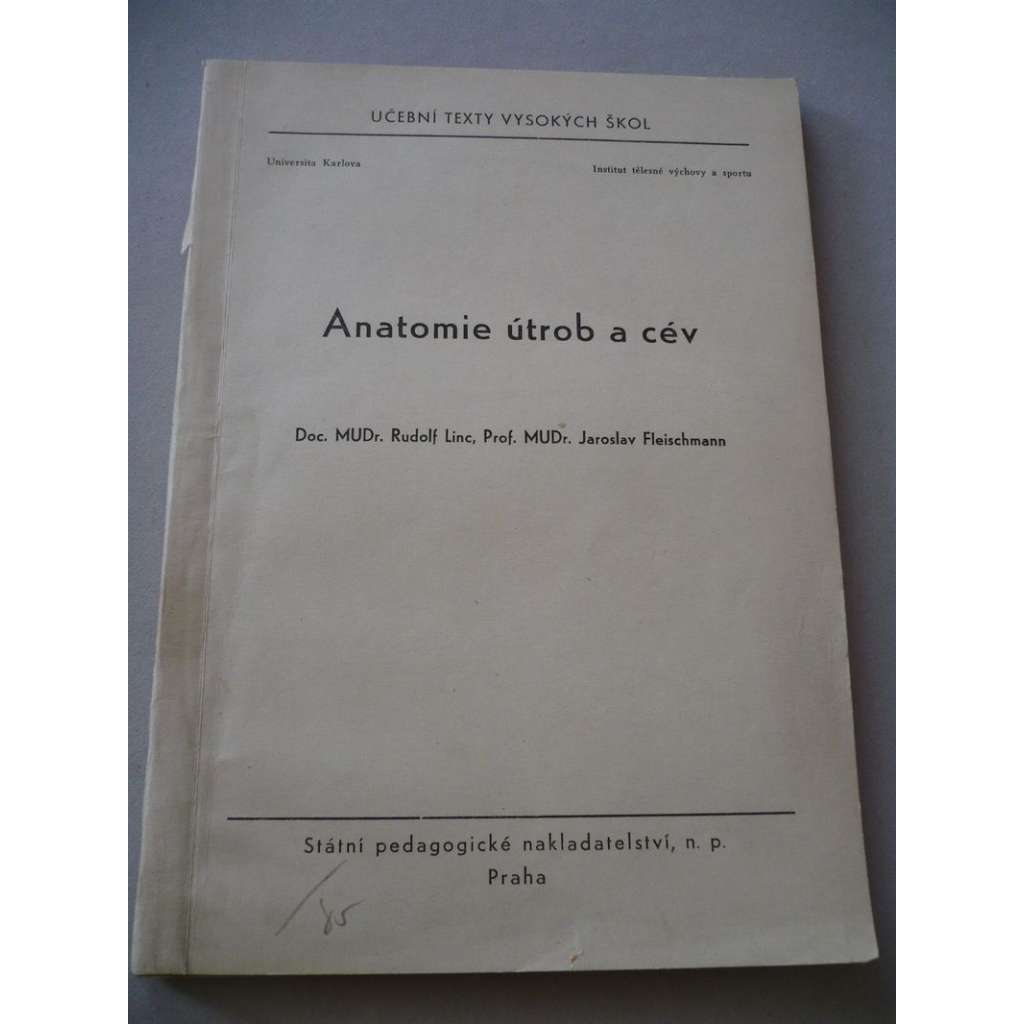 UČEBNÍ TEXTY VYSOKÝCH ŠKOL
Universita Karlova
Institut tělesné výchovy a sportu
Anatomie útrob a cév
Doc. MUDr. Rudolf Linc, Prof. MUDr. Jaroslav Fleischmann
Státní pedagogické nakladatelství, n. p.
Praha